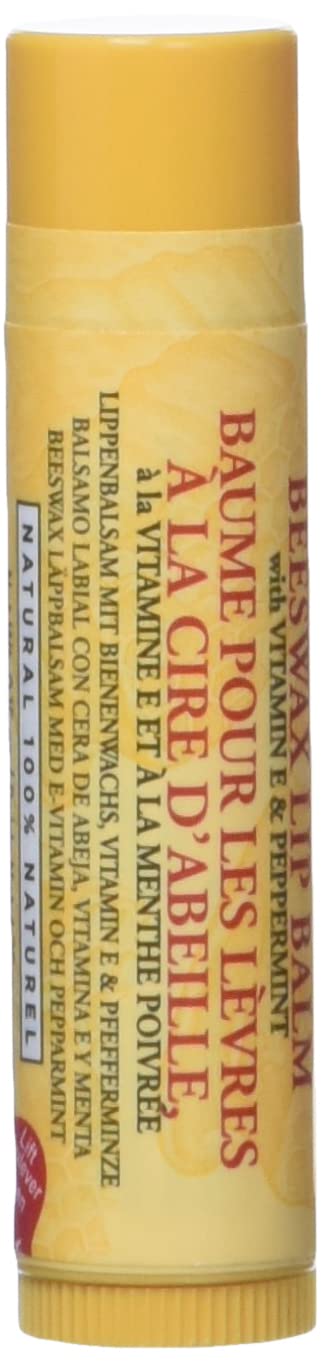 BEESWAX LIP BALM
with VITAMIN E & PEPPERMINT
BAUME POUR LES LÈVRES
À LA CIRE D'ABEILLE,
à la VITAMINE E ET À LA MENTHE POIVRÉE
LIPPENBALSAM MIT BIENENWACHS, VITAMIN E & PFEFFERMINZE
BALSAMO LABIAL CON CERA DE ABEJA, VITAMINA E Y MENTA
BEESWAX LÄPPBALSAM MED E-VITAMIN OCH PEPPARMINT
NATURAL 100% NATUREL
Lift